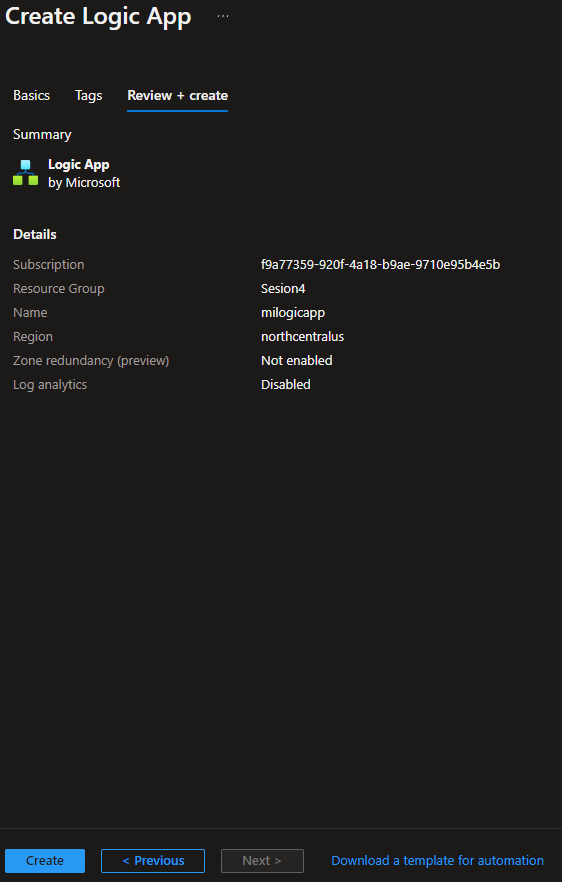 Create Logic App ...
Basics Tags Review + create
Summary
Logic App
by Microsoft
Details
Subscription f9a77359-920f-4a18-b9ae-9710e95b4e5b
Resource Group Sesion4
Name milogicapp
Region northcentralus
Zone redundancy (preview) Not enabled
Log analytics Disabled
Create < Previous Next > Download a template for automation